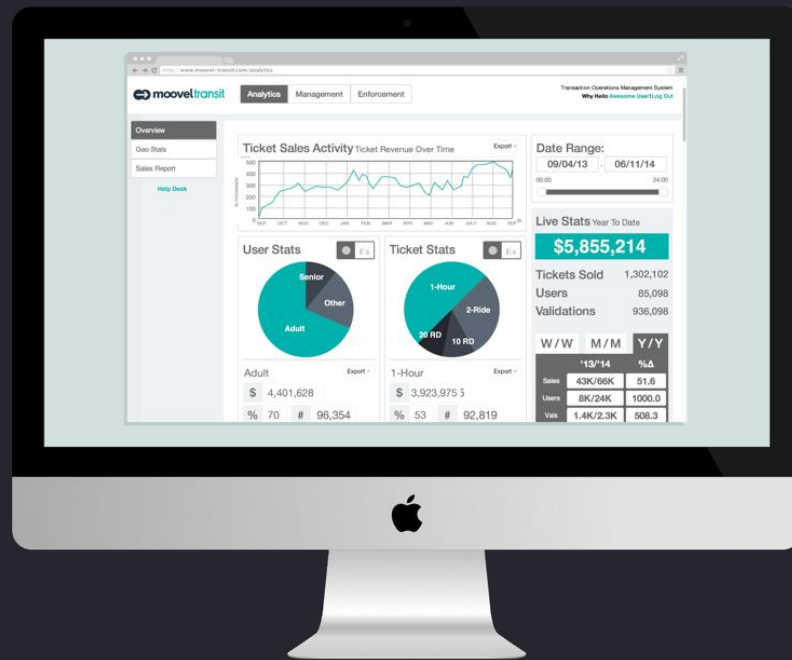 http://www.moovel-transit.com/analytics
moovel transit
Analytics Management Enforcement
Transaction Operations Management System
Why Hello Awesome User! Log Out
Overview
Geo Stats
Sales Report
Help Desk
Ticket Sales Activity Ticket Revenue Over Time
Export
500
400
300
200
100
0
SEP OCT NOV DEC JAN FEB MAR APR MAY JUN JULY AUG SEP
Date Range:
09/04/13 - 06/11/14
00:00 24:00
User Stats
Senior
Other
Adult
Adult
Export
$ 4,401,628
% 70 # 96,354
Ticket Stats
1-Hour
2-Ride
20 RD
10 RD
1-Hour
Export
$ 3,923,975 5
% 53 # 92,819
Live Stats Year To Date
$5,855,214
Tickets Sold 1,302,102
Users 85,098
Validations 936,098
W/W M/M Y/Y
'13/'14 %Δ
Sales 43K/66K 51.6
Users 8K/24K 1000.0
Vals 1.4K/2.3K 508.3